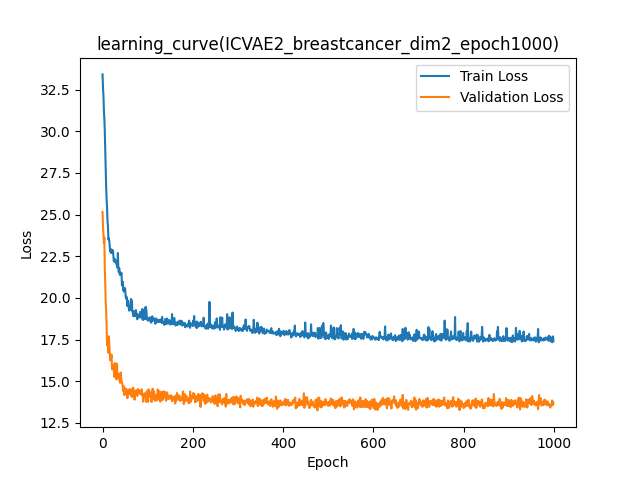 learning_curve(ICVAE2_breastcancer_dim2_epoch1000)
Train Loss
Validation Loss
32.5
30.0
27.5
25.0
22.5
20.0
17.5
15.0
12.5
Loss
0 200 400 600 800 1000
Epoch